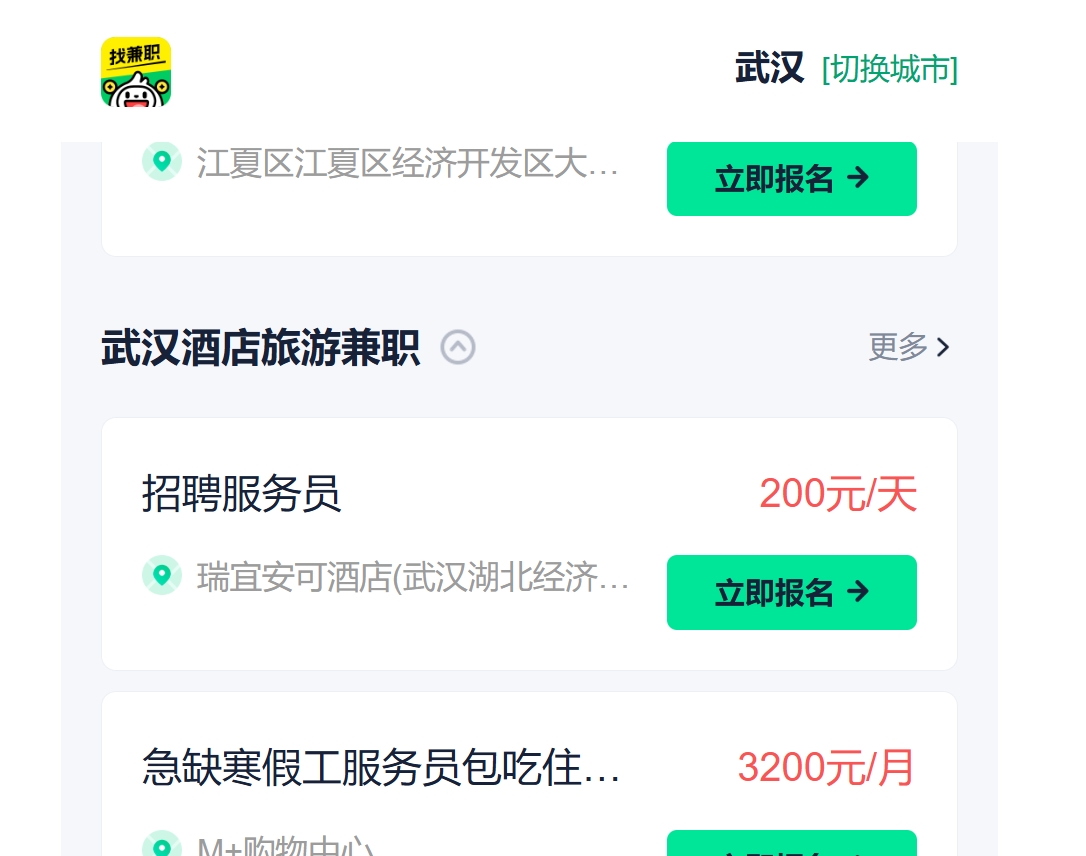 找兼职
武汉 [切换城市]
江夏区江夏区经济开发区大...
立即报名
武汉酒店旅游兼职
更多
招聘服务员
200元/天
瑞宜安可酒店(武汉湖北经济...
立即报名
急缺寒假工服务员包吃住...
3200元/月
M+购物中心
立即报名